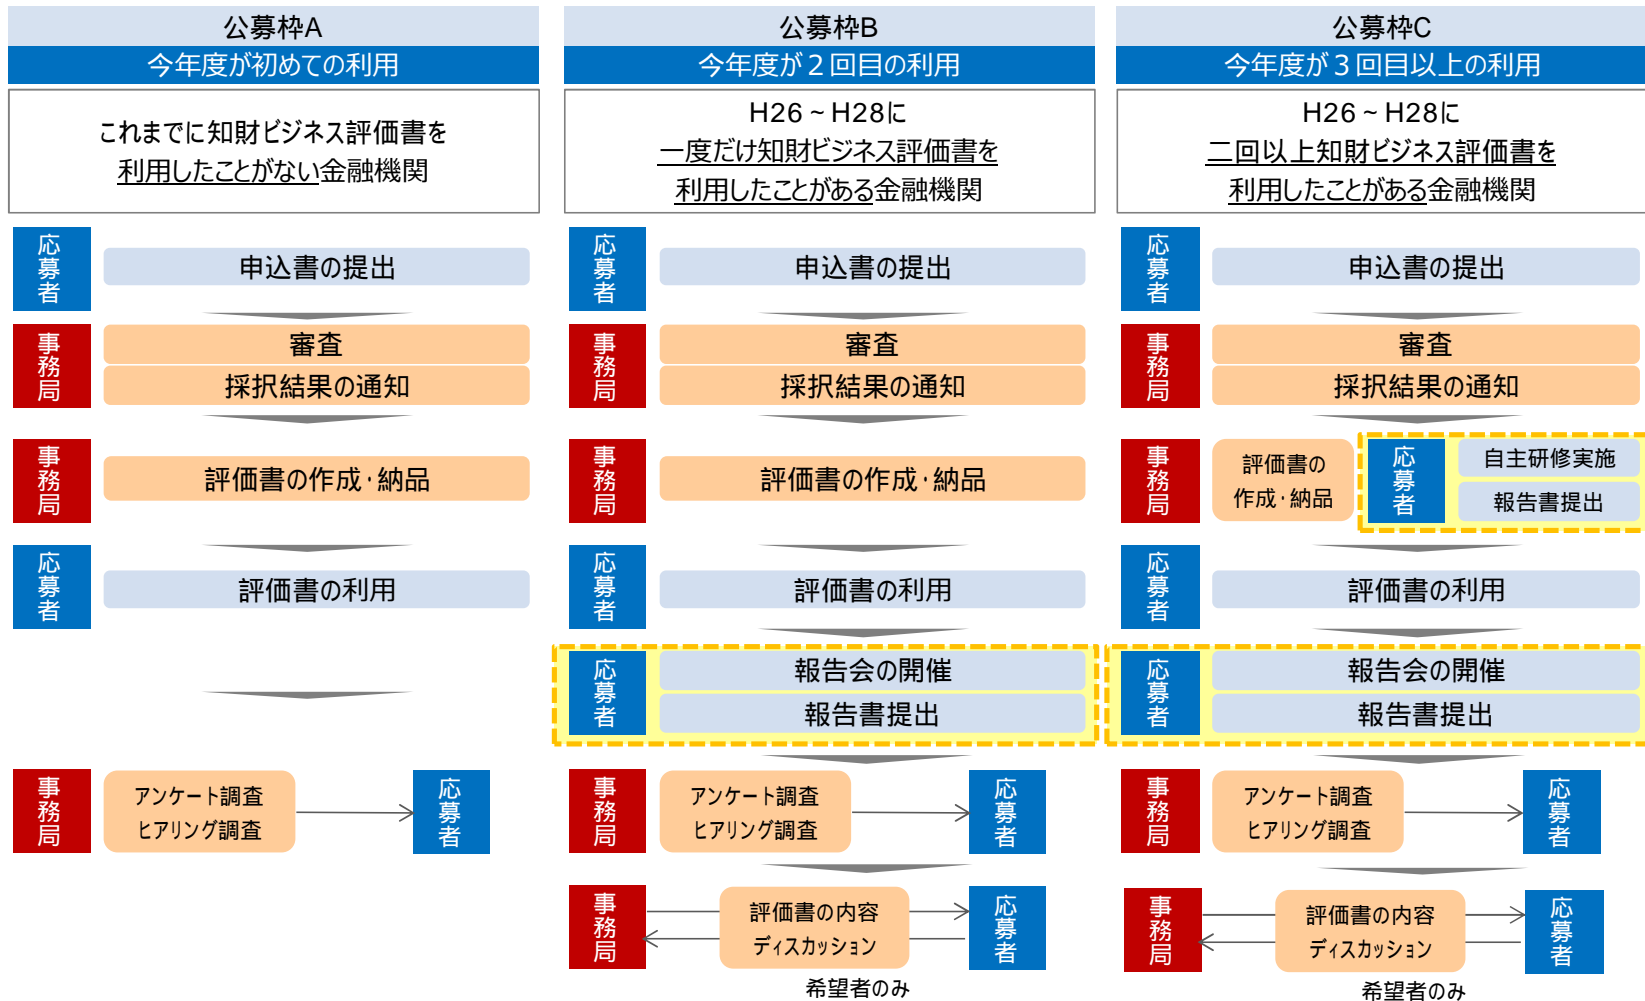 公募枠A
今年度が初めての利用
これまでに知財ビジネス評価書を
利用したことがない金融機関
応募者
申込書の提出
事務局
審査
採択結果の通知
事務局
評価書の作成・納品
応募者
評価書の利用
事務局
アンケート調査
ヒアリング調査
応募者
公募枠B
今年度が２回目の利用
H26～H28に
一度だけ知財ビジネス評価書を
利用したことがある金融機関
応募者
申込書の提出
事務局
審査
採択結果の通知
事務局
評価書の作成・納品
応募者
評価書の利用
応募者
報告会の開催
報告書提出
事務局
アンケート調査
ヒアリング調査
応募者
事務局
評価書の内容
ディスカッション
応募者
希望者のみ
公募枠C
今年度が３回目以上の利用
H26～H28に
二回以上知財ビジネス評価書を
利用したことがある金融機関
応募者
申込書の提出
事務局
審査
採択結果の通知
事務局
評価書の
作成・納品
応募者
自主研修実施
報告書提出
応募者
評価書の利用
応募者
報告会の開催
報告書提出
事務局
アンケート調査
ヒアリング調査
応募者
事務局
評価書の内容
ディスカッション
応募者
希望者のみ